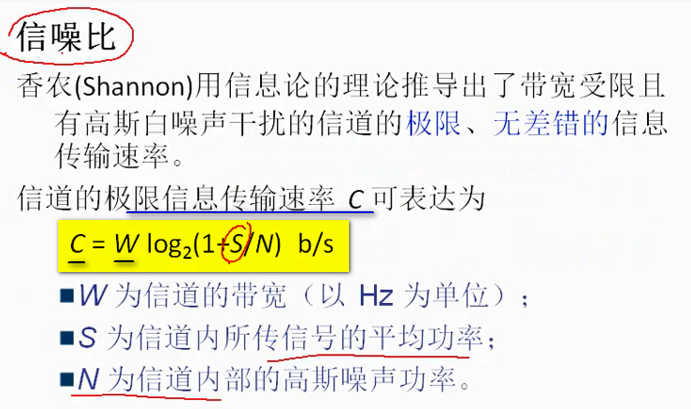 信噪比
香农(Shannon)用信息论的理论推导出了带宽受限且
有高斯白噪声干扰的信道的极限、无差错的信息
传输速率。
信道的极限信息传输速率 C 可表达为
C = W log₂(1+S/N) b/s
■W 为信道的带宽（以 Hz 为单位）；
■S 为信道内所传信号的平均功率；
■N 为信道内部的高斯噪声功率。